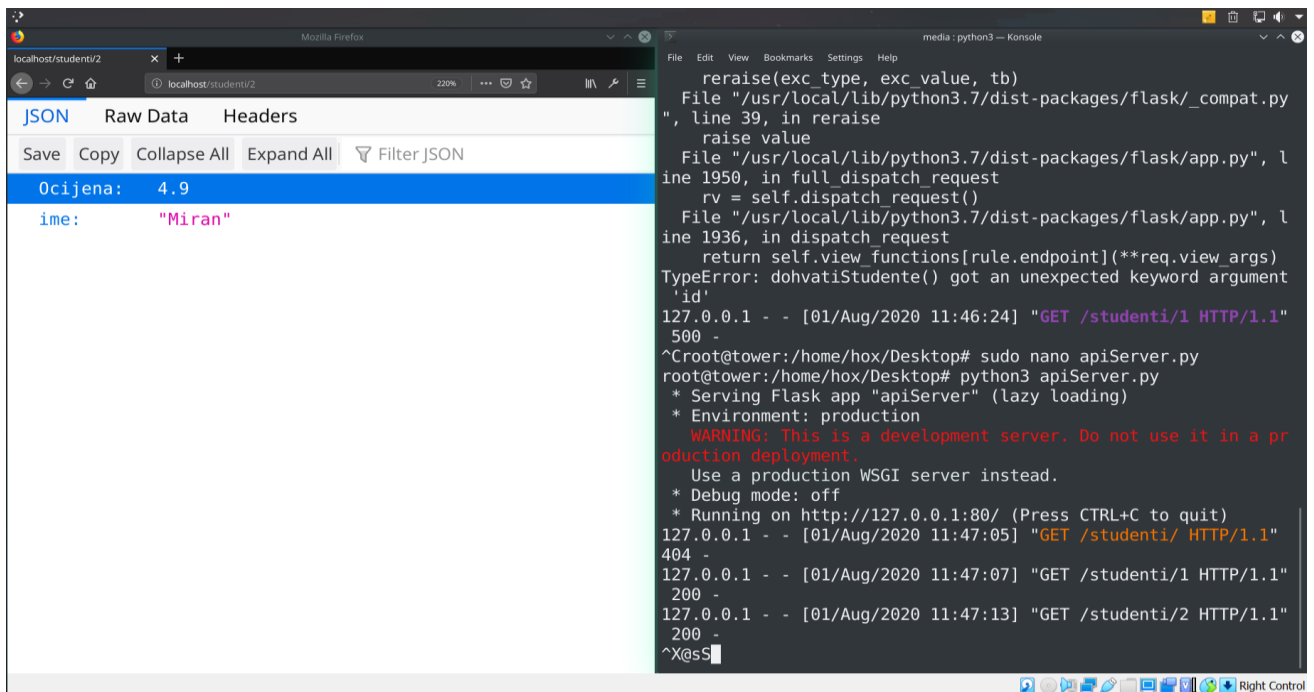 Mozilla Firefox
localhost/studenti/2
localhost/studenti/2
220%
JSON Raw Data Headers
Save Copy Collapse All Expand All Filter JSON
Ocijena: 4.9
ime: "Miran"
media : python3 — Konsole
File Edit View Bookmarks Settings Help
reraise(exc_type, exc_value, tb)
File "/usr/local/lib/python3.7/dist-packages/flask/_compat.py
", line 39, in reraise
raise value
File "/usr/local/lib/python3.7/dist-packages/flask/app.py", l
ine 1950, in full_dispatch_request
rv = self.dispatch_request()
File "/usr/local/lib/python3.7/dist-packages/flask/app.py", l
ine 1936, in dispatch_request
return self.view_functions[rule.endpoint](**req.view_args)
TypeError: dohvatiStudente() got an unexpected keyword argument
'id'
127.0.0.1 - - [01/Aug/2020 11:46:24] "GET /studenti/1 HTTP/1.1"
500 -
^Croot@tower:/home/hox/Desktop# sudo nano apiServer.py
root@tower:/home/hox/Desktop# python3 apiServer.py
* Serving Flask app "apiServer" (lazy loading)
* Environment: production
WARNING: This is a development server. Do not use it in a pr
oduction deployment.
Use a production WSGI server instead.
* Debug mode: off
* Running on http://127.0.0.1:80/ (Press CTRL+C to quit)
127.0.0.1 - - [01/Aug/2020 11:47:05] "GET /studenti/ HTTP/1.1"
404 -
127.0.0.1 - - [01/Aug/2020 11:47:07] "GET /studenti/1 HTTP/1.1"
200 -
127.0.0.1 - - [01/Aug/2020 11:47:13] "GET /studenti/2 HTTP/1.1"
200 -
^X@sS
Right Control